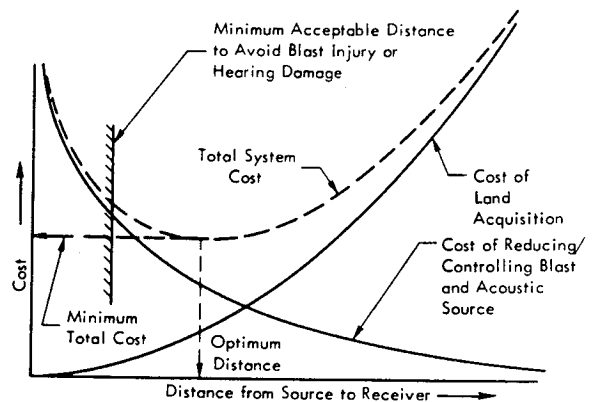 Minimum Acceptable Distance
to Avoid Blast Injury or
Hearing Damage
Total System
Cost
Cost of
Land
Acquisition
Cost of Reducing/
Controlling Blast
and Acoustic
Source
Cost
Minimum
Total Cost
Optimum
Distance
Distance from Source to Receiver